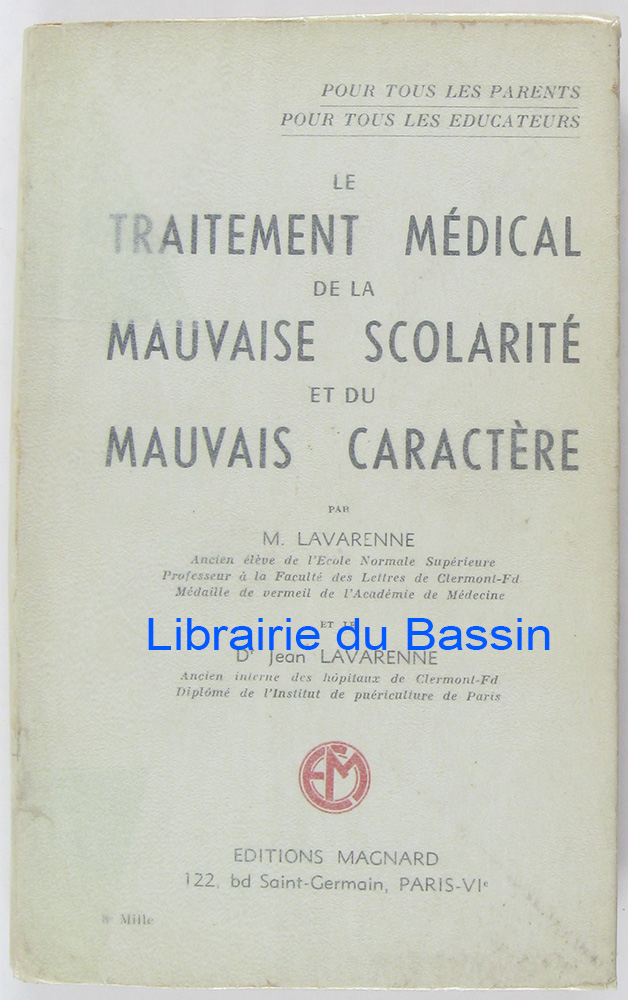 POUR TOUS LES PARENTS
POUR TOUS LES EDUCATEURS
LE
TRAITEMENT MÉDICAL
DE LA
MAUVAISE SCOLARITÉ
ET DU
MAUVAIS CARACTÈRE
PAR
M. LAVARENNE
Ancien élève de l'Ecole Normale Supérieure
Professeur à la Faculté des Lettres de Clermont-Fd
Médaille de vermeil de l'Académie de Médecine
ET LE
Librairie du Bassin
Dr Jean LAVARENNE
Ancien interne des hôpitaux de Clermont-Fd
Diplômé de l'Institut de puériculture de Paris
EDITIONS MAGNARD
122, bd Saint-Germain, PARIS-VIe
8e Mille